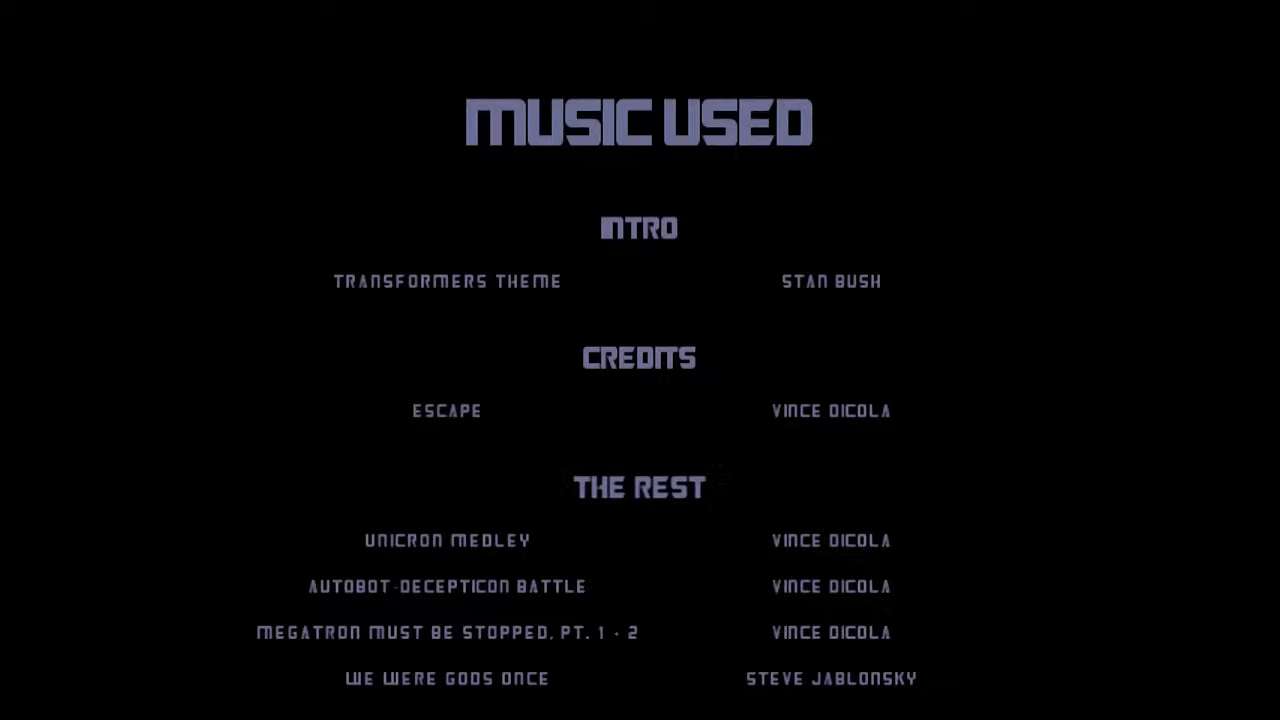 MUSIC USED
INTRO
TRANSFORMERS THEME STAN BUSH
CREDITS
ESCAPE VINCE DICOLA
THE REST
UNICRON MEDLEY VINCE DICOLA
AUTOBOT-DECEPTICON BATTLE VINCE DICOLA
MEGATRON MUST BE STOPPED, PT. 1 + 2 VINCE DICOLA
WE WERE GODS ONCE STEVE JABLONSKY